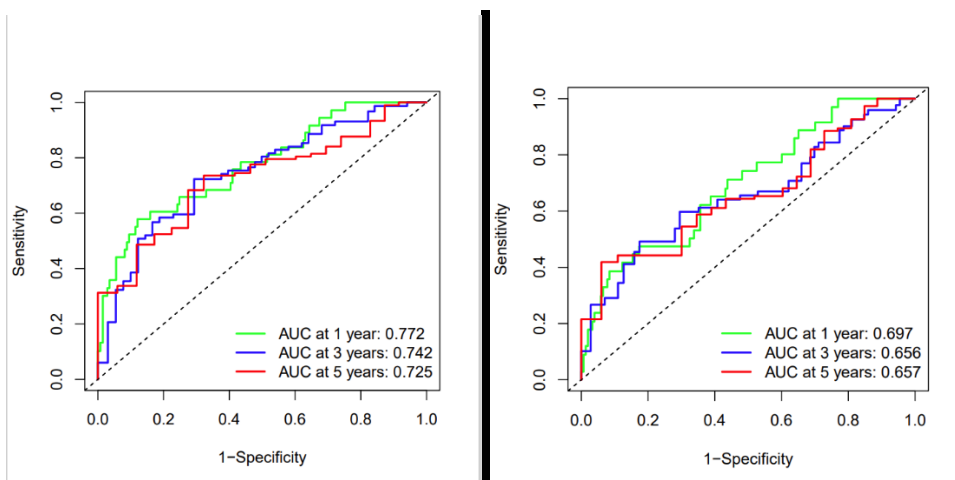 1.0
0.8
0.6
0.4
0.2
0.0
Sensitivity
AUC at 1 year: 0.772
AUC at 3 years: 0.742
AUC at 5 years: 0.725
0.0 0.2 0.4 0.6 0.8 1.0
1−Specificity
1.0
0.8
0.6
0.4
0.2
0.0
Sensitivity
AUC at 1 year: 0.697
AUC at 3 years: 0.656
AUC at 5 years: 0.657
0.0 0.2 0.4 0.6 0.8 1.0
1−Specificity